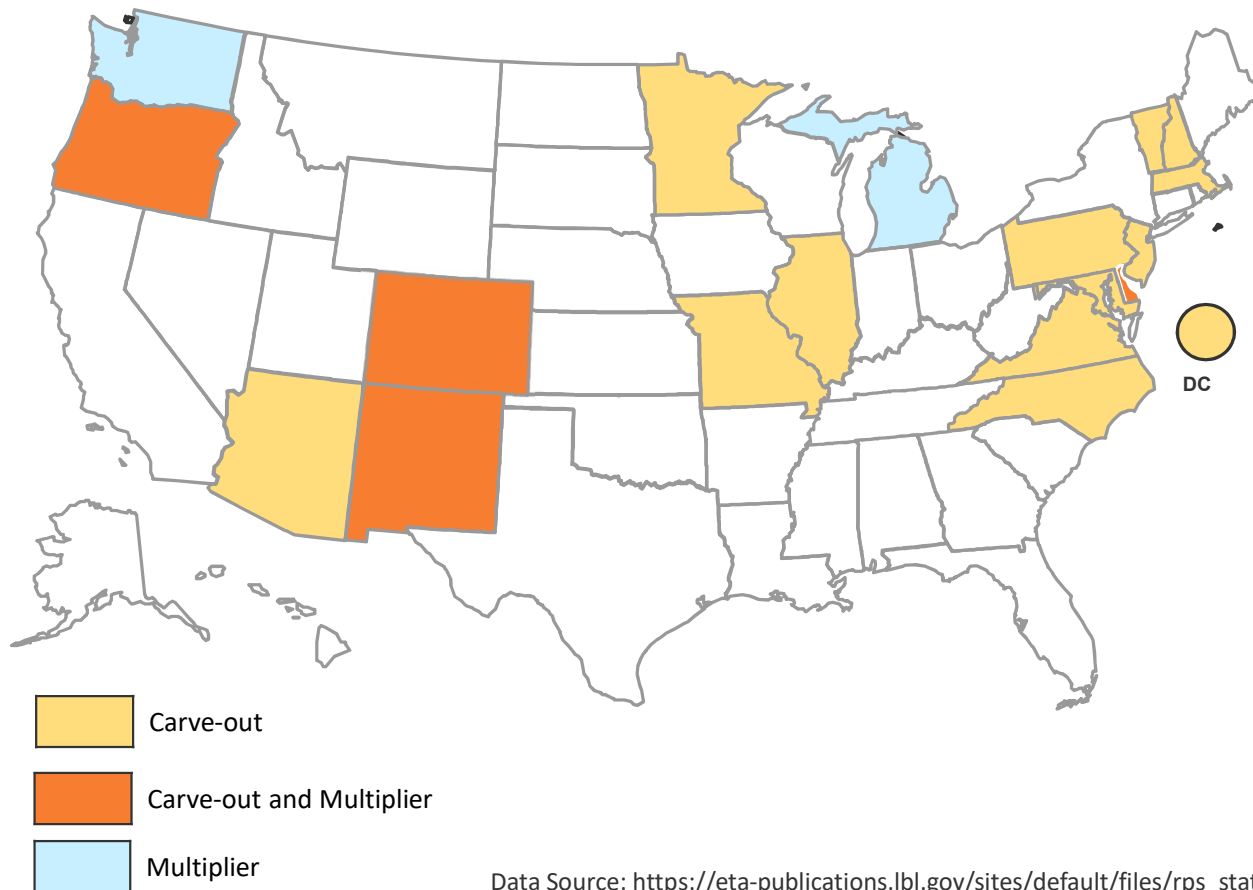 DC
Carve-out
Carve-out and Multiplier
Multiplier
Data Source: https://eta-publications.lbl.gov/sites/default/files/rps_stat